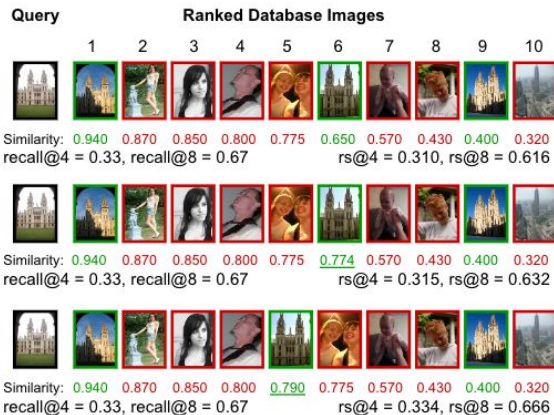 Query Ranked Database Images
1 2 3 4 5 6 7 8 9 10
Similarity: 0.940 0.870 0.850 0.800 0.775 0.650 0.570 0.430 0.400 0.320
recall@4 = 0.33, recall@8 = 0.67 rs@4 = 0.310, rs@8 = 0.616
Similarity: 0.940 0.870 0.850 0.800 0.775 0.774 0.570 0.430 0.400 0.320
recall@4 = 0.33, recall@8 = 0.67 rs@4 = 0.315, rs@8 = 0.632
Similarity: 0.940 0.870 0.850 0.800 0.790 0.775 0.570 0.430 0.400 0.320
recall@4 = 0.33, recall@8 = 0.67 rs@4 = 0.334, rs@8 = 0.666